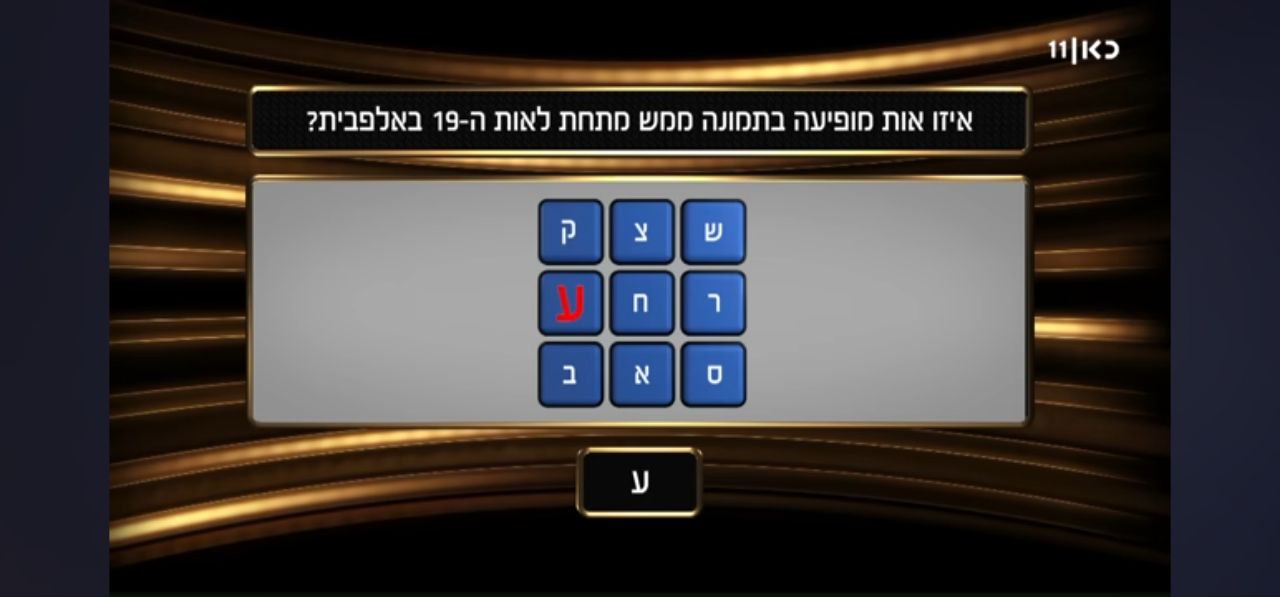 כאן11
איזו אות מופיעה בתמונה ממש מתחת לאות ה-19 באלפבית?
ש צ ק
ר ח ע
ס א ב
ע